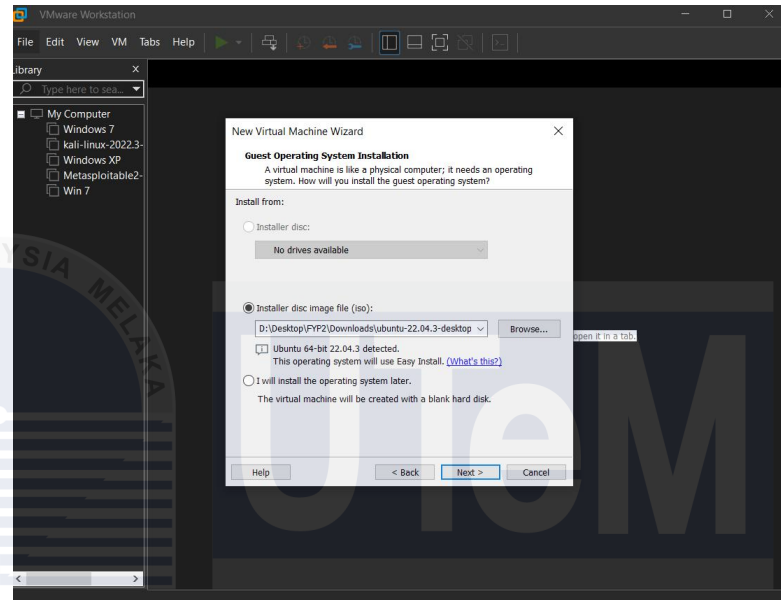 VMware Workstation
File Edit View VM Tabs Help
Library X
Type here to sea...
My Computer
Windows 7
kali-linux-2022.3-
Windows XP
Metasploitable2-
Win 7
New Virtual Machine Wizard
Guest Operating System Installation
A virtual machine is like a physical computer; it needs an operating
system. How will you install the guest operating system?
Install from:
Installer disc:
No drives available
Installer disc image file (iso):
D:\Desktop\FYP2\Downloads\ubuntu-22.04.3-desktop Browse...
open it in a tab.
Ubuntu 64-bit 22.04.3 detected.
This operating system will use Easy Install. (What's this?)
I will install the operating system later.
The virtual machine will be created with a blank hard disk.
Help < Back Next > Cancel
YSIA MELAKA
UTeM